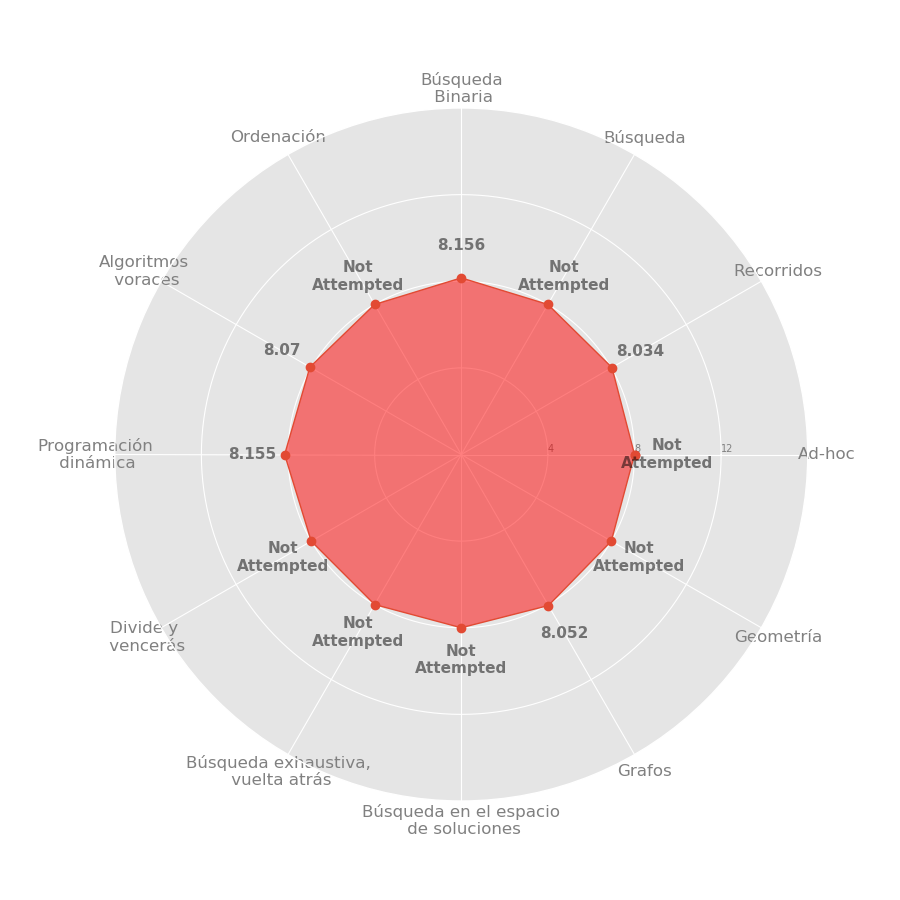 Búsqueda
Binaria
Ordenación
Búsqueda
8.156
Algoritmos
voraces
Not
Attempted
Not
Attempted
Recorridos
8.07
8.034
Programación
dinámica
8.155
4
8
12
Not
Attempted
Ad-hoc
Not
Attempted
Not
Attempted
Divide y
vencerás
Not
Attempted
8.052
Geometría
Not
Attempted
Búsqueda exhaustiva,
vuelta atrás
Grafos
Búsqueda en el espacio
de soluciones